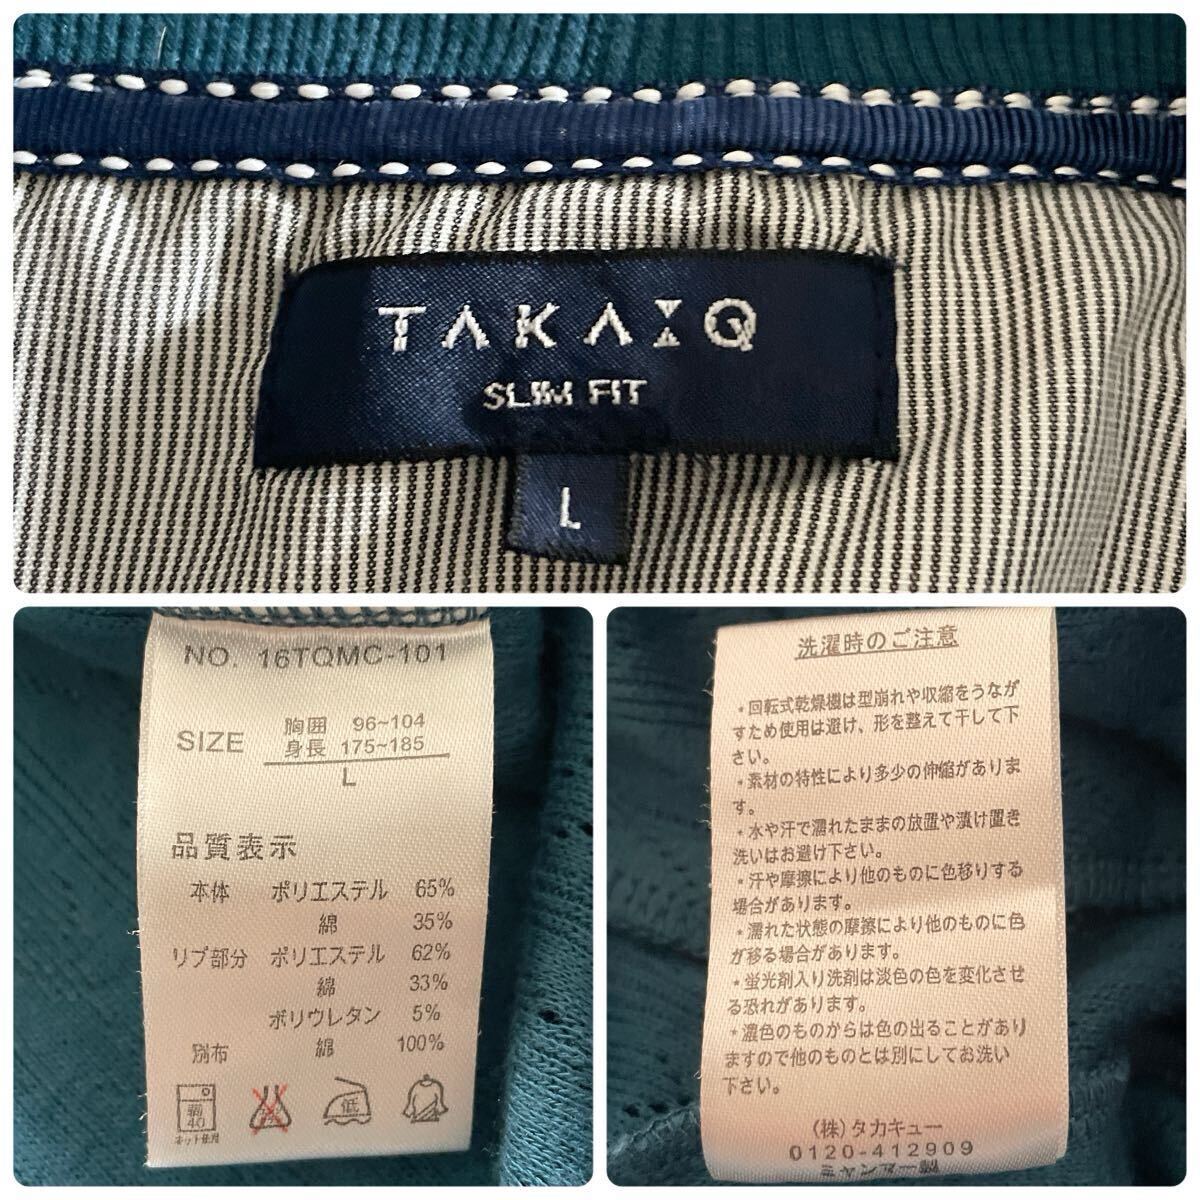 TAKA:Q
SLIM FIT
L
NO. 16TQMC-101
SIZE
胸囲 96~104
身長 175~185
L
品質表示
本体 ポリエステル 65%
綿 35%
リブ部分 ポリエステル 62%
綿 33%
ポリウレタン 5%
別布 綿 100%
弱
40
ネット使用
低
洗濯時のご注意
・回転式乾燥機は型崩れや収縮をうなが
すため使用は避け、形を整えて干して下
さい。
・素材の特性により多少の伸縮がありま
す。
・水や汗で濡れたままの放置や漬け置き
洗いはお避け下さい。
・汗や摩擦により他のものに色移りする
場合があります。
・濡れた状態の摩擦により他のものに色
が移る場合があります。
・蛍光剤入り洗剤は淡色の色を変化させ
る恐れがあります。
・濃色のものからは色の出ることがあり
ますので他のものとは別にしてお洗い
下さい。
(株)タカキュー
0120-412909